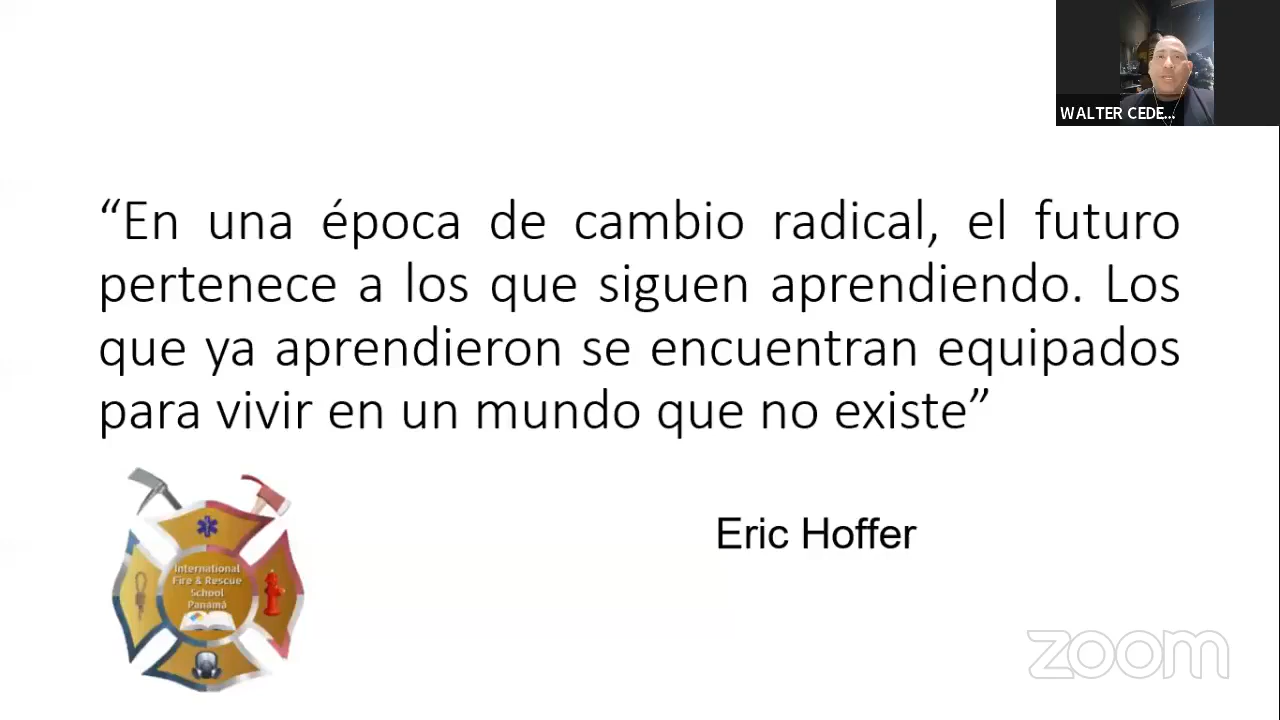 WALTER CEDE...
“En una época de cambio radical, el futuro
pertenece a los que siguen aprendiendo. Los
que ya aprendieron se encuentran equipados
para vivir en un mundo que no existe”
Eric Hoffer
International
Fire & Rescue
School
Panamá
zoom